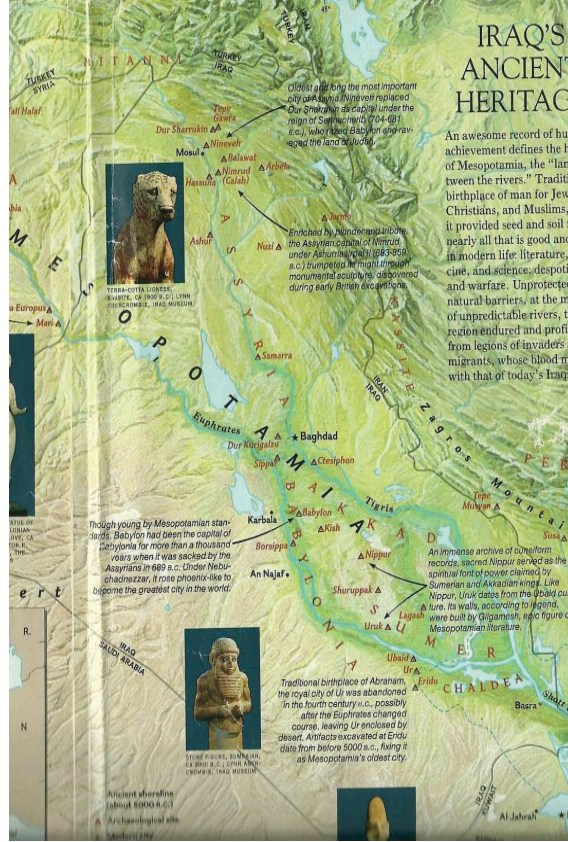 IRAQ'S
ANCIENT
HERITAG
An awesome record of hu
achievement defines the h
of Mesopotamia, the “lan
tween the rivers.” Traditi
birthplace of man for Jew
Christians, and Muslims,
it provided seed and soil f
nearly all that is good and
in modern life: literature,
cine, and science; despoti
and warfare. Unprotected
natural barriers, at the m
of unpredictable rivers, t
region endured and profi
from legions of invaders
migrants, whose blood m
with that of today's Iraqi
45°
TURKEY
IRAN
TURKEY
IRAQ
TURKEY
SYRIA
MITANNI
Tall Halaf
Oldest and long the most important
city of Assyria, Nineveh replaced
Dur Sharrukin as capital under the
reign of Sennacherib (704-681
B.C.), who razed Babylon and rav-
aged the land of Judah.
Tepe
Gawra
Dur Sharrukin
Nineveh
Mosul
Balawat
Arbela
Nimrud
(Calah)
Hassuna
Jarmo
Ashur
Nuzi
ASSYRIA
Enriched by plunder and tribute,
the Assyrian capital of Nimrud
under Ashurnasirpal II (883-859
B.C.) trumpeted its might through
monumental sculpture, discovered
during early British excavations.
TERRA-COTTA LIONESS,
KASSITE, CA 1800 B.C.; LYNN
ABERCROMBIE, IRAQ MUSEUM
a Europus
Mari
MESOPOTAMIA
KASSITE
IRAN
IRAQ
Zagros Mountai
PER
Samarra
Euphrates
Dur Kurigalzu
Baghdad
Sippar
Ctesiphon
Tigris
AKKAD
Tepe
Musyan
Susa
Karbala
Babylon
Kish
Borsippa
An Najaf
Nippur
BABYLONIA
Though young by Mesopotamian stan-
dards, Babylon had been the capital of
Babylonia for more than a thousand
years when it was sacked by the
Assyrians in 689 B.C. Under Nebu-
chadnezzar, it rose phoenix-like to
become the greatest city in the world.
An immense archive of cuneiform
records, sacred Nippur served as the
spiritual font of power claimed by
Sumerian and Akkadian kings. Like
Nippur, Uruk dates from the Ubaid cul
ture. Its walls, according to legend,
were built by Gilgamesh, epic figure o
Mesopotamian literature.
Shuruppak
Lagash
Uruk
SUMER
Ubaid
Ur
Eridu
CHALDEA
Shatt
Basra
ert
R.
N
IRAQ
SAUDI ARABIA
Traditional birthplace of Abraham,
the royal city of Ur was abandoned
in the fourth century B.C., possibly
after the Euphrates changed
course, leaving Ur enclosed by
desert. Artifacts excavated at Eridu
date from before 5000 B.C., fixing it
as Mesopotamia's oldest city.
STONE FIGURE, SUMERIAN,
CA 3000 B.C.; LYNN ABER-
CROMBIE, IRAQ MUSEUM
Ancient shoreline
(about 5000 B.C.)
Archaeological site
Modern city
IRAQ
KUWAIT
Al Jahrah